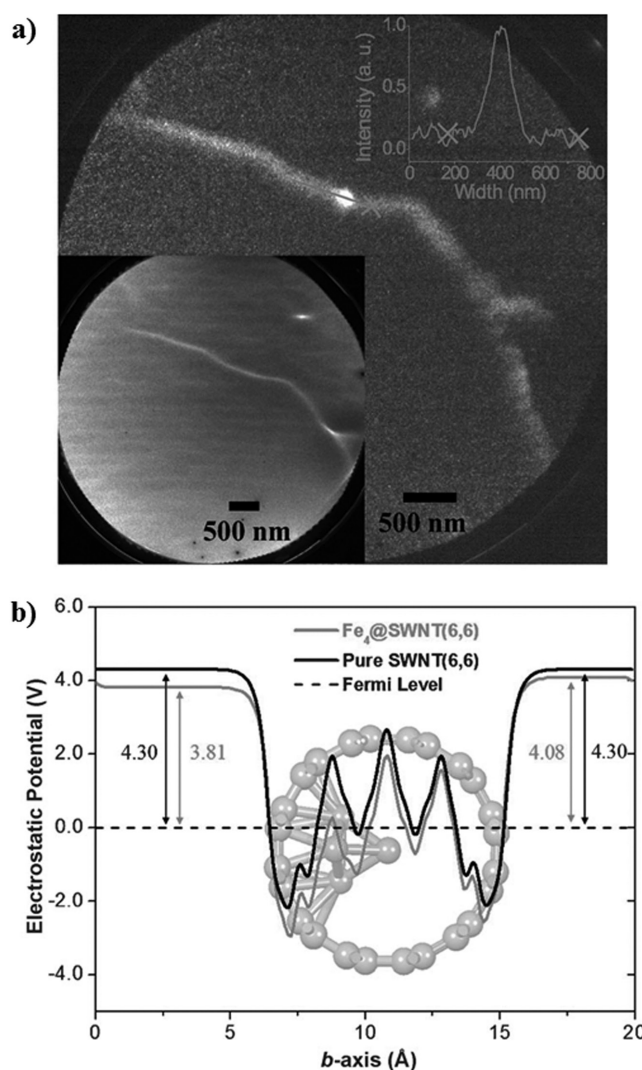 a)
Intensity (a.u.)
1.0
0.5
0.0
0 200 400 600 800
Width (nm)
500 nm
500 nm
b)
Electrostatic Potential (V)
6.0
4.0
2.0
0.0
-2.0
-4.0
Fe4@SWNT(6,6)
Pure SWNT(6,6)
Fermi Level
4.30 3.81 4.08 4.30
0 5 10 15 20
b-axis (Å)